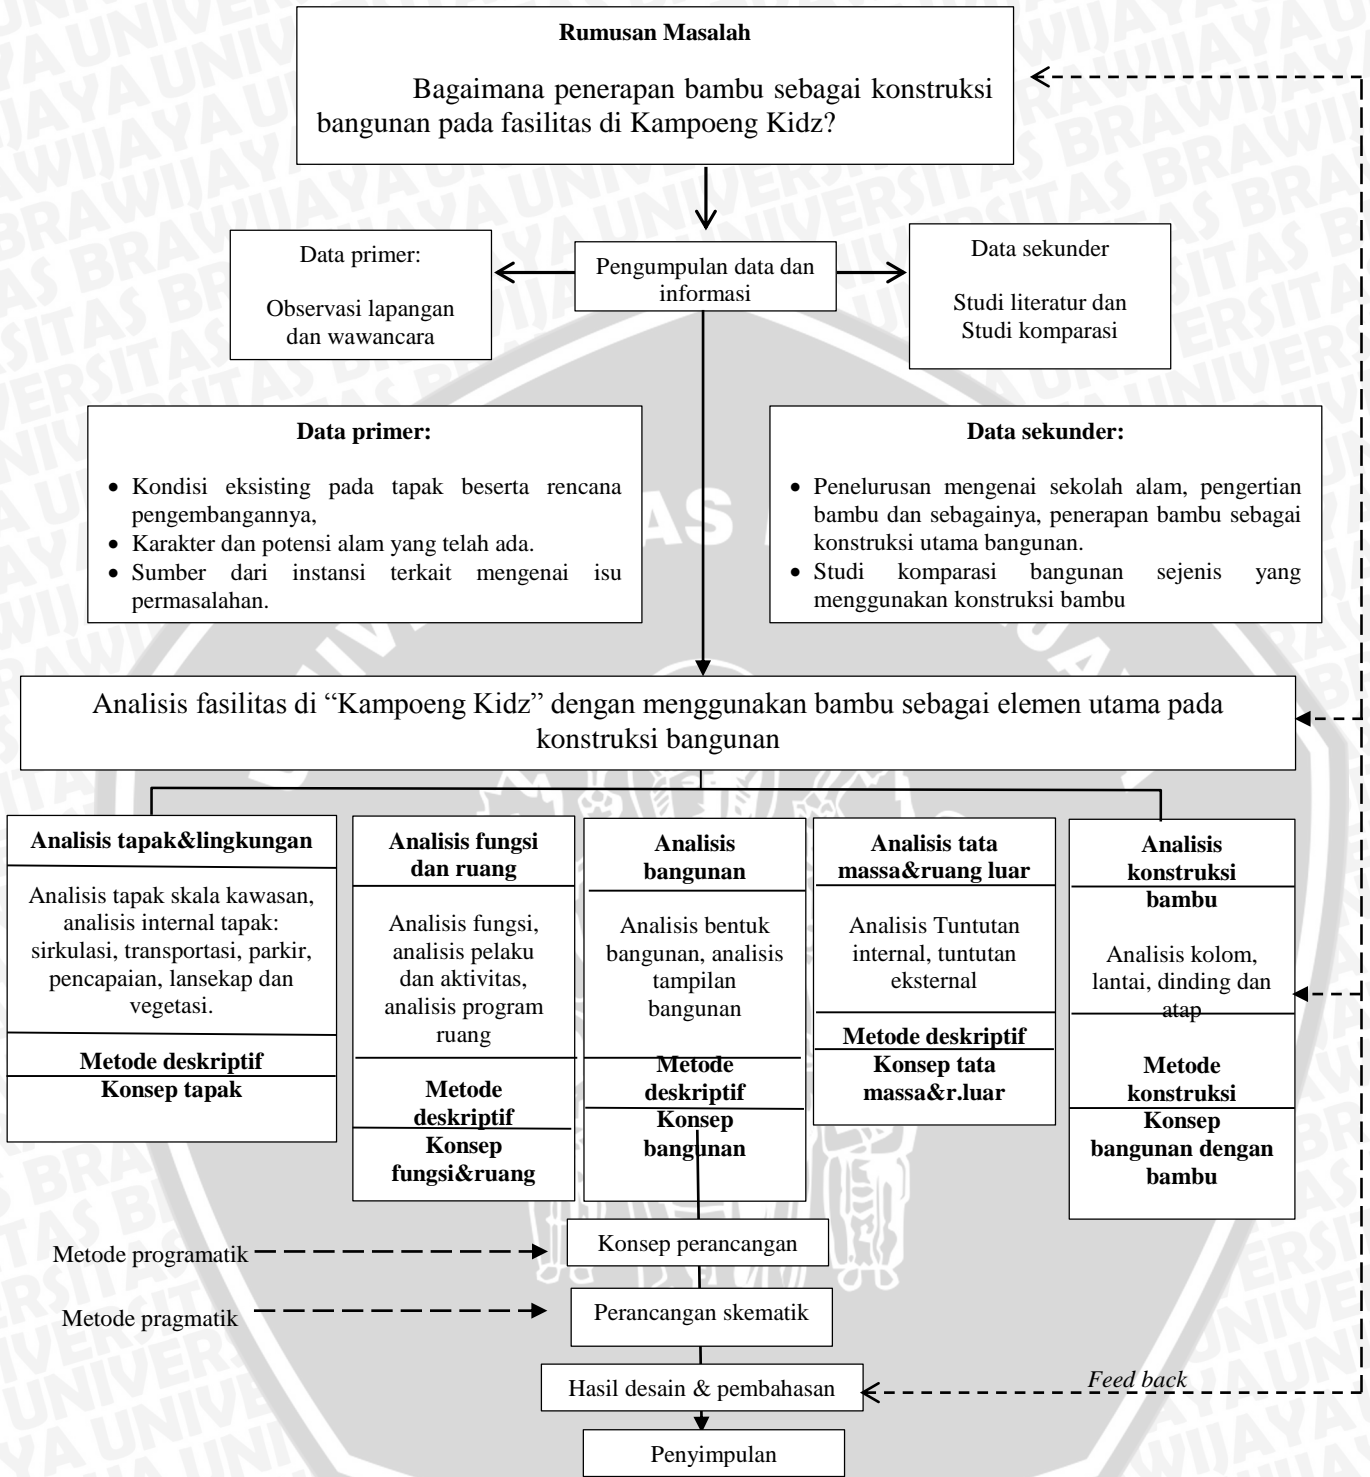 Rumusan Masalah
Bagaimana penerapan bambu sebagai konstruksi
bangunan pada fasilitas di Kampoeng Kidz?
Data primer:
Observasi lapangan
dan wawancara
Pengumpulan data dan
informasi
Data sekunder
Studi literatur dan
Studi komparasi
Data primer:
• Kondisi eksisting pada tapak beserta rencana
pengembangannya,
• Karakter dan potensi alam yang telah ada.
• Sumber dari instansi terkait mengenai isu
permasalahan.
Data sekunder:
• Penelurusan mengenai sekolah alam, pengertian
bambu dan sebagainya, penerapan bambu sebagai
konstruksi utama bangunan.
• Studi komparasi bangunan sejenis yang
menggunakan konstruksi bambu
Analisis fasilitas di “Kampoeng Kidz” dengan menggunakan bambu sebagai elemen utama pada
konstruksi bangunan
Analisis tapak&lingkungan
Analisis tapak skala kawasan,
analisis internal tapak:
sirkulasi, transportasi, parkir,
pencapaian, lansekap dan
vegetasi.
Metode deskriptif
Konsep tapak
Analisis fungsi
dan ruang
Analisis fungsi,
analisis pelaku
dan aktivitas,
analisis program
ruang
Metode
deskriptif
Konsep
fungsi&ruang
Analisis
bangunan
Analisis bentuk
bangunan, analisis
tampilan
bangunan
Metode
deskriptif
Konsep
bangunan
Analisis tata
massa&ruang luar
Analisis Tuntutan
internal, tuntutan
eksternal
Metode deskriptif
Konsep tata
massa&r.luar
Analisis
konstruksi
bambu
Analisis kolom,
lantai, dinding dan
atap
Metode
konstruksi
Konsep
bangunan dengan
bambu
Metode programatik
Konsep perancangan
Metode pragmatik
Perancangan skematik
Hasil desain & pembahasan
Feed back
Penyimpulan